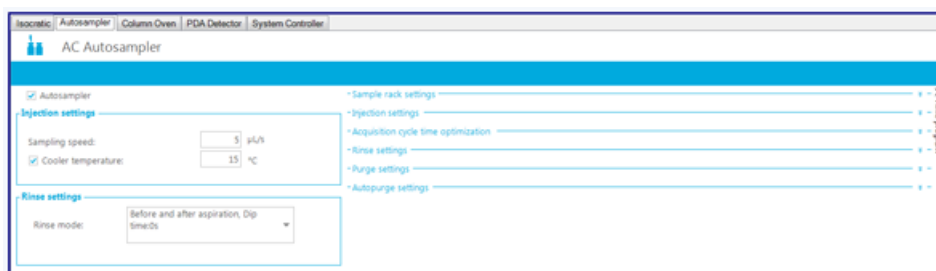 Isocratic Autosampler Column Oven PDA Detector System Controller
AC Autosampler
Autosampler
Injection settings
Sampling speed: 5 µL/s
Cooler temperature: 15 °C
Rinse settings
Rinse mode: Before and after aspiration, Dip
time:0s
Sample rack settings
Injection settings
Acquisition cycle time optimization
Rinse settings
Purge settings
Autopurge settings